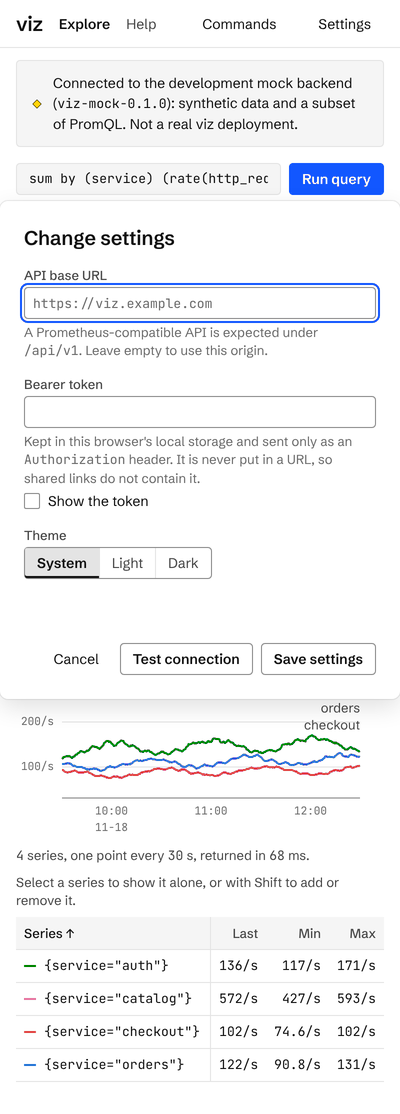 viz Explore Help Commands Settings
Connected to the development mock backend
(viz-mock-0.1.0): synthetic data and a subset
of PromQL. Not a real viz deployment.
sum by (service) (rate(http_rec Run query
Change settings
API base URL
https://viz.example.com
A Prometheus-compatible API is expected under
/api/v1. Leave empty to use this origin.
Bearer token
Kept in this browser's local storage and sent only as an
Authorization header. It is never put in a URL, so
shared links do not contain it.
Show the token
Theme
System Light Dark
Cancel Test connection Save settings
orders
200/s
checkout
100/s
10:00 11:00 12:00
11-18
4 series, one point every 30 s, returned in 68 ms.
Select a series to show it alone, or with Shift to add or
remove it.
Series ↑ Last Min Max
{service="auth"} 136/s 117/s 171/s
{service="catalog"} 572/s 427/s 593/s
{service="checkout"} 102/s 74.6/s 102/s
{service="orders"} 122/s 90.8/s 131/s